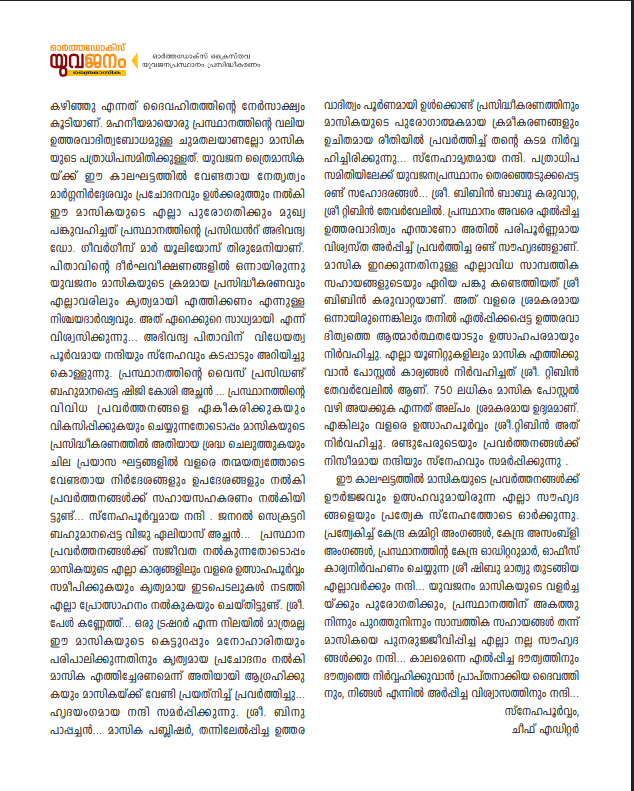 ഓർത്തഡോക്സ്
യുവജനം
ത്രൈമാസിക
ഓർത്തഡോക്സ് ക്രൈസ്തവ
യുവജനപ്രസ്ഥാനം പ്രസിദ്ധീകരണം
കഴിഞ്ഞു എന്നത് ദൈവഹിതത്തിന്റെ നേർസാക്ഷ്യം
കൂടിയാണ്. മഹനീയമായൊരു പ്രസ്ഥാനത്തിന്റെ വലിയ
ഉത്തരവാദിത്വബോധമുള്ള ചുമതലയാണല്ലോ മാസിക
യുടെ പത്രാധിപസമിതിക്കുള്ളത്. യുവജന ത്രൈമാസിക
യ്ക്ക് ഈ കാലഘട്ടത്തിൽ വേണ്ടതായ നേതൃത്വം
മാർഗ്ഗനിർദ്ദേശവും പ്രചോദനവും ഉൾക്കരുത്തു നൽകി
ഈ മാസികയുടെ എല്ലാ പുരോഗതിക്കും മുഖ്യ
പങ്കുവഹിച്ചത് പ്രസ്ഥാനത്തിന്റെ പ്രസിഡൻറ് അഭിവന്ദ്യ
ഡോ. ഗീവർഗീസ് മാർ യൂലിയോസ് തിരുമേനിയാണ്.
പിതാവിന്റെ ദീർഘവീക്ഷണങ്ങളിൽ ഒന്നായിരുന്നു
യുവജനം മാസികയുടെ ക്രമമായ പ്രസിദ്ധീകരണവും
എല്ലാവരിലും കൃത്യമായി എത്തിക്കണം എന്നുള്ള
നിശ്ചയദാർഢ്യവും. അത് ഏറെക്കുറെ സാധ്യമായി എന്ന്
വിശ്വസിക്കുന്നു... അഭിവന്ദ്യ പിതാവിന് വിധേയത്വ
പൂർവമായ നന്ദിയും സ്നേഹവും കടപ്പാടും അറിയിച്ചു
കൊള്ളുന്നു. പ്രസ്ഥാനത്തിന്റെ വൈസ് പ്രസിഡണ്ട്
ബഹുമാനപ്പെട്ട ഷിജി കോശി അച്ചൻ ... പ്രസ്ഥാനത്തിന്റെ
വിവിധ പ്രവർത്തനങ്ങളെ ഏകീകരിക്കുകയും
വികസിപ്പിക്കുകയും ചെയ്യുന്നതോടൊപ്പം മാസികയുടെ
പ്രസിദ്ധീകരണത്തിൽ അതിയായ ശ്രദ്ധ ചെലുത്തുകയും
ചില പ്രയാസ ഘട്ടങ്ങളിൽ വളരെ തന്മയത്വത്തോടെ
വേണ്ടതായ നിർദേശങ്ങളും ഉപദേശങ്ങളും നൽകി
പ്രവർത്തനങ്ങൾക്ക് സഹായസഹകരണം നൽകിയി
ട്ടുണ്ട്... സ്നേഹപൂർവ്വമായ നന്ദി . ജനറൽ സെക്രട്ടറി
ബഹുമാനപ്പെട്ട വിജു ഏലിയാസ് അച്ചൻ... പ്രസ്ഥാന
പ്രവർത്തനങ്ങൾക്ക് സജീവത നൽകുന്നതോടൊപ്പം
മാസികയുടെ എല്ലാ കാര്യങ്ങളിലും വളരെ ഉത്സാഹപൂർവ്വം
സമീപിക്കുകയും കൃത്യമായ ഇടപെടലുകൾ നടത്തി
എല്ലാ പ്രോത്സാഹനം നൽകുകയും ചെയ്തിട്ടുണ്ട്. ശ്രീ.
പേൾ കണ്ണേത്ത്... ഒരു ട്രഷറർ എന്ന നിലയിൽ മാത്രമല്ല
ഈ മാസികയുടെ കെട്ടുറപ്പും മനോഹാരിതയും
പരിപാലിക്കുന്നതിനും കൃത്യമായ പ്രചോദനം നൽകി
മാസിക എത്തിച്ചേരണമെന്ന് അതിയായി ആഗ്രഹിക്കു
കയും മാസികയ്ക്ക് വേണ്ടി പ്രയത്നിച്ച് പ്രവർത്തിച്ചു...
ഹൃദയംഗമായ നന്ദി സമർപ്പിക്കുന്നു. ശ്രീ. ബിനു
പാപ്പച്ചൻ... മാസിക പബ്ലിഷർ, തന്നിലേൽപ്പിച്ച ഉത്തര
വാദിത്വം പൂർണമായി ഉൾക്കൊണ്ട് പ്രസിദ്ധീകരണത്തിനും
മാസികയുടെ പുരോഗാത്മകമായ ക്രമീകരണങ്ങളും
ഉചിതമായ രീതിയിൽ പ്രവർത്തിച്ച് തന്റെ കടമ നിർവ്വ
ഹിച്ചിരിക്കുന്നു... സ്നേഹാമൃതമായ നന്ദി. പത്രാധിപ
സമിതിയിലേക്ക് യുവജനപ്രസ്ഥാനം തെരഞ്ഞെടുക്കപ്പെട്ട
രണ്ട് സഹോദരങ്ങൾ... ശ്രീ. ബിബിൻ ബാബു കരുവാറ്റ,
ശ്രീ റ്റിബിൻ തേവർവേലിൽ. പ്രസ്ഥാനം അവരെ ഏൽപ്പിച്ച
ഉത്തരവാദിത്വം എന്താണോ അതിൽ പരിപൂർണ്ണമായ
വിശ്വസ്ത അർപ്പിച്ച് പ്രവർത്തിച്ച രണ്ട് സൗഹൃദങ്ങളാണ്.
മാസിക ഇറക്കുന്നതിനുള്ള എല്ലാവിധ സാമ്പത്തിക
സഹായങ്ങളുടെയും ഏറിയ പങ്കു കണ്ടെത്തിയത് ശ്രീ
ബിബിൻ കരുവാറ്റയാണ്. അത് വളരെ ശ്രമകരമായ
ഒന്നായിരുന്നെങ്കിലും തനിൽ ഏൽപ്പിക്കപ്പെട്ട ഉത്തരവാ
ദിത്വത്തെ ആത്മാർത്ഥതയോടും ഉത്സാഹപരമായും
നിർവഹിച്ചു. എല്ലാ യൂണിറ്റുകളിലും മാസിക എത്തിക്കു
വാൻ പോസ്റ്റൽ കാര്യങ്ങൾ നിർവഹിച്ചത് ശ്രീ. റ്റിബിൻ
തേവർവേലിൽ ആണ്. 750 ലധികം മാസിക പോസ്റ്റൽ
വഴി അയക്കുക എന്നത് അല്പം ശ്രമകരമായ ഉദ്യമമാണ്.
എങ്കിലും വളരെ ഉത്സാഹപൂർവ്വം ശ്രീ.റ്റിബിൻ അത്
നിർവഹിച്ചു. രണ്ടുപേരുടെയും പ്രവർത്തനങ്ങൾക്ക്
നിസീമമായ നന്ദിയും സ്നേഹവും സമർപ്പിക്കുന്നു .
ഈ കാലഘട്ടത്തിൽ മാസികയുടെ പ്രവർത്തനങ്ങൾക്ക്
ഊർജ്ജവും ഉത്സഹവുമായിരുന്ന എല്ലാ സൗഹൃദ
ങ്ങളെയും പ്രത്യേക സ്നേഹത്തോടെ ഓർക്കുന്നു.
പ്രത്യേകിച്ച് കേന്ദ്ര കമ്മിറ്റി അംഗങ്ങൾ, കേന്ദ്ര അസംബ്ളി
അംഗങ്ങൾ, പ്രസ്ഥാനത്തിന്റ കേന്ദ്ര ഓഡിറ്ററുമാർ, ഓഫീസ്
കാര്യനിർവഹണം ചെയ്യുന്ന ശ്രീ ഷിബു മാത്യു തുടങ്ങിയ
എല്ലാവർക്കും നന്ദി... യുവജനം മാസികയുടെ വളർച്ച
യ്ക്കും പുരോഗതിക്കും, പ്രസ്ഥാനത്തിന് അകത്തു
നിന്നും പുറത്തുനിന്നും സാമ്പത്തിക സഹായങ്ങൾ തന്ന്
മാസികയെ പുനരുജ്ജീവിപ്പിച്ച എല്ലാ നല്ല സൗഹൃദ
ങ്ങൾക്കും നന്ദി... കാലമെന്നെ എൽപ്പിച്ച ദൗത്യത്തിനും
ദൗത്യത്തെ നിർവ്വഹിക്കുവാൻ പ്രാപ്തനാക്കിയ ദൈവത്തി
നും, നിങ്ങൾ എന്നിൽ അർപ്പിച്ച വിശ്വാസത്തിനും നന്ദി...
സ്നേഹപൂർവ്വം,
ചീഫ് എഡിറ്റർ